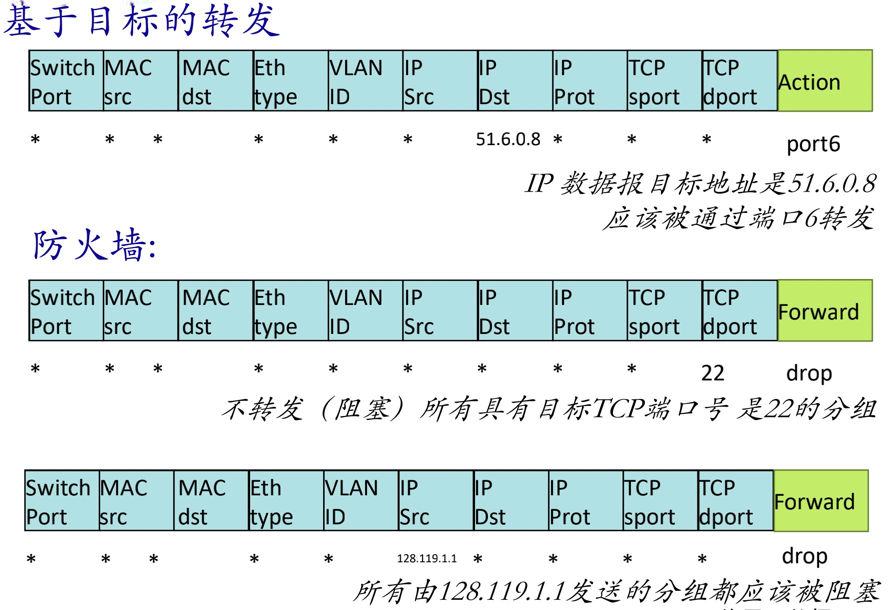 基于目标的转发
Switch Port MAC src MAC dst Eth type VLAN ID IP Src IP Dst IP Prot TCP sport TCP dport Action
* * * * * * 51.6.0.8 * * * port6
IP 数据报目标地址是51.6.0.8
应该被通过端口6转发
防火墙:
Switch Port MAC src MAC dst Eth type VLAN ID IP Src IP Dst IP Prot TCP sport TCP dport Forward
* * * * * * * * * 22 drop
不转发（阻塞）所有具有目标TCP端口号 是22的分组
Switch Port MAC src MAC dst Eth type VLAN ID IP Src IP Dst IP Prot TCP sport TCP dport Forward
* * * * * 128.119.1.1 * * * * drop
所有由128.119.1.1发送的分组都应该被阻塞